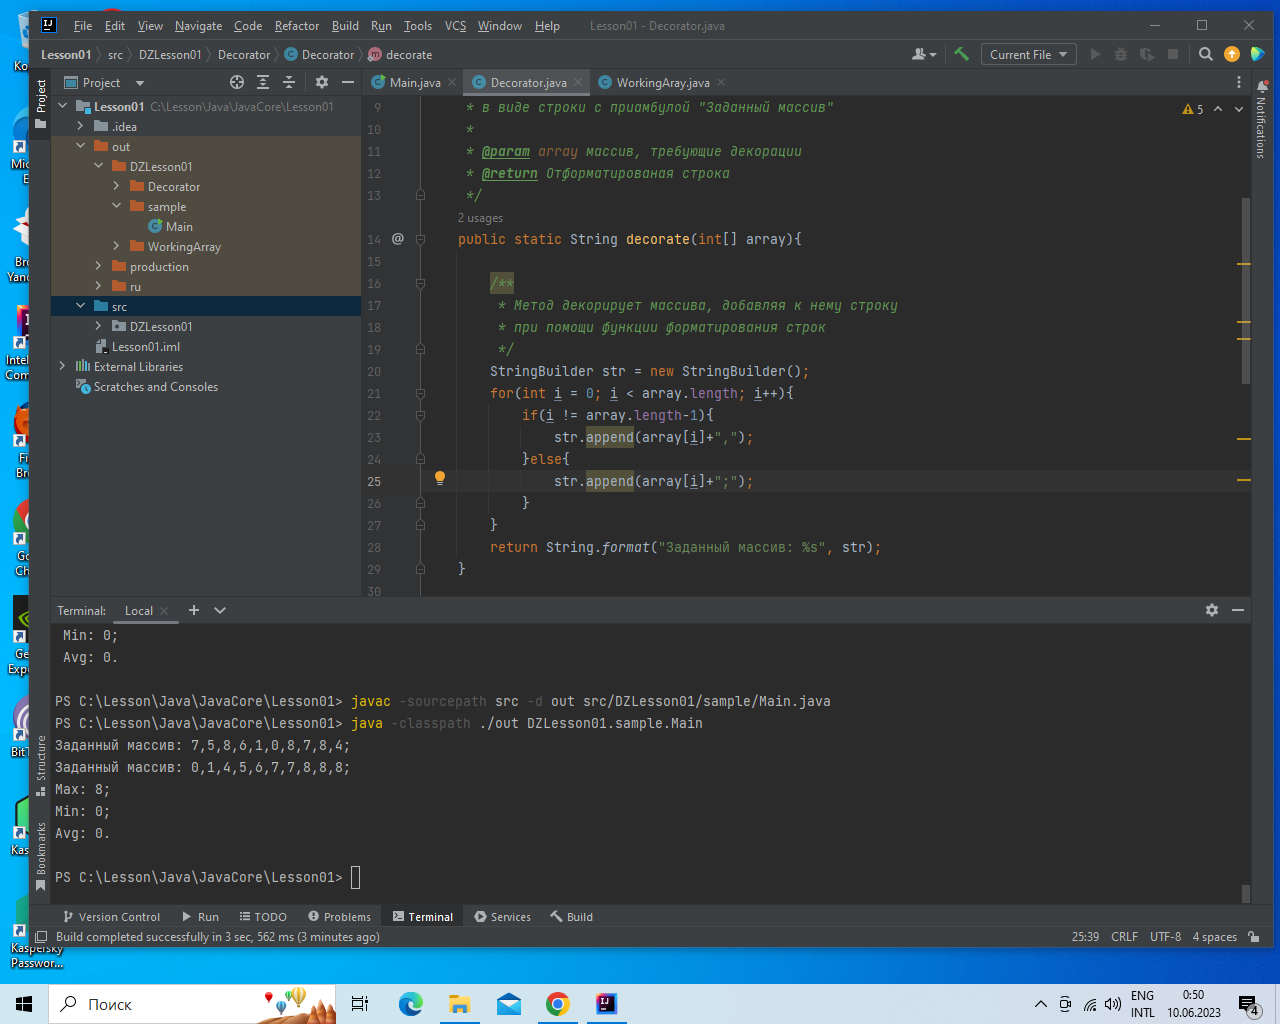 File Edit View Navigate Code Refactor Build Run Tools VCS Window Help Lesson01 - Decorator.java
Lesson01 src DZLesson01 Decorator Decorator decorate Current File
Project Main.java Decorator.java WorkingAray.java
Project
Notifications
Structure
Bookmarks
Lesson01 C:\Lesson\Java\JavaCore\Lesson01
.idea
out
DZLesson01
Decorator
sample
Main
WorkingArray
production
ru
src
DZLesson01
Lesson01.iml
External Libraries
Scratches and Consoles
5
9 * в виде строки с приамбулой "Заданный массив"
10 *
11 * @param array массив, требующие декорации
12 * @return Отформатированая строка
13 */
2 usages
14 @ public static String decorate(int[] array){
15
16 /**
17 * Метод декорирует массива, добавляя к нему строку
18 * при помощи функции форматирования строк
19 */
20 StringBuilder str = new StringBuilder();
21 for(int i = 0; i < array.length; i++){
22 if(i != array.length-1){
23 str.append(array[i]+",");
24 }else{
25 str.append(array[i]+";");
26 }
27 }
28 return String.format("Заданный массив: %s", str);
29 }
30
Terminal: Local
Min: 0;
Avg: 0.
PS C:\Lesson\Java\JavaCore\Lesson01> javac -sourcepath src -d out src/DZLesson01/sample/Main.java
PS C:\Lesson\Java\JavaCore\Lesson01> java -classpath ./out DZLesson01.sample.Main
Заданный массив: 7,5,8,6,1,0,8,7,8,4;
Заданный массив: 0,1,4,5,6,7,7,8,8,8;
Max: 8;
Min: 0;
Avg: 0.
PS C:\Lesson\Java\JavaCore\Lesson01>
Version Control Run TODO Problems Terminal Services Build
Build completed successfully in 3 sec, 562 ms (3 minutes ago) 25:39 CRLF UTF-8 4 spaces
Kaspersky
Passwor...
Поиск
ENG
INTL
0:50
10.06.2023
4